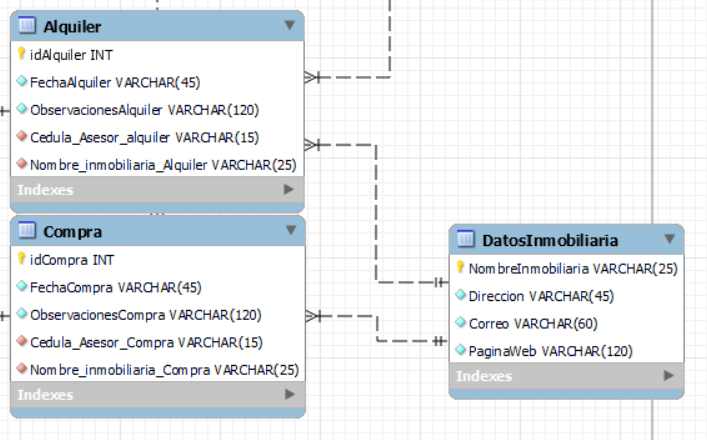 Alquiler
idAlquiler INT
FechaAlquiler VARCHAR(45)
ObservacionesAlquiler VARCHAR(120)
Cedula_Asesor_alquiler VARCHAR(15)
Nombre_inmobiliaria_Alquiler VARCHAR(25)
Indexes
Compra
idCompra INT
FechaCompra VARCHAR(45)
ObservacionesCompra VARCHAR(120)
Cedula_Asesor_Compra VARCHAR(15)
Nombre_inmobiliaria_Compra VARCHAR(25)
Indexes
DatosInmobiliaria
NombreInmobiliaria VARCHAR(25)
Direccion VARCHAR(45)
Correo VARCHAR(60)
PaginaWeb VARCHAR(120)
Indexes